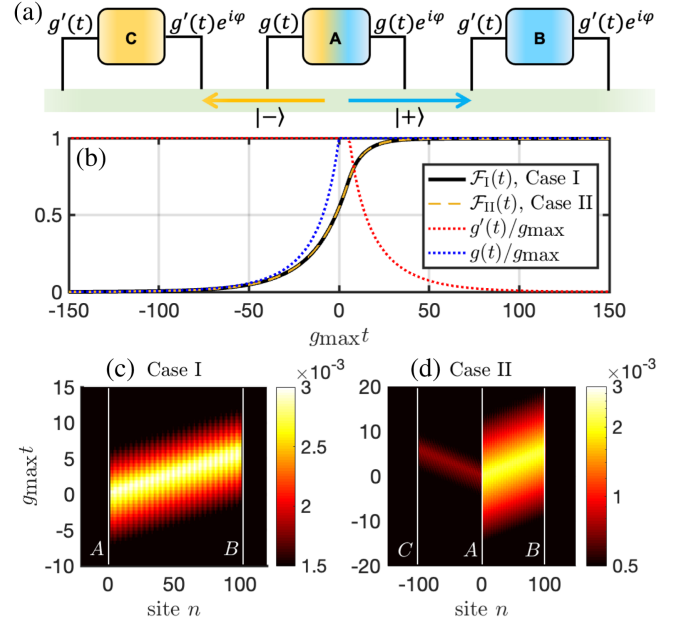 (a)
g′(t) C g′(t)e^{iφ} g(t) A g(t)e^{iφ} g′(t) B g′(t)e^{iφ}
|−⟩ |+⟩
(b)
1
0.5
0
F_I(t), Case I
F_II(t), Case II
g′(t)/g_max
g(t)/g_max
-150 -100 -50 0 50 100 150
g_max t
(c) Case I
×10⁻³
15
10
5
0
-5
-10
g_max t
A B
0 50 100
site n
3
2.5
2
1.5
(d) Case II
×10⁻³
20
10
0
-10
-20
C A B
-100 0 100
site n
3
2
1
0.5